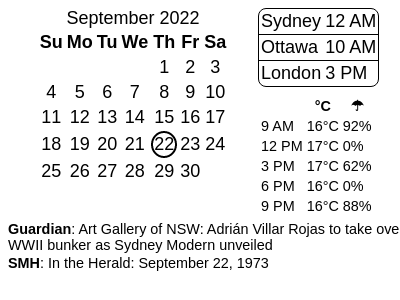 September 2022
Su Mo Tu We Th Fr Sa
1 2 3
4 5 6 7 8 9 10
11 12 13 14 15 16 17
18 19 20 21 22 23 24
25 26 27 28 29 30
Sydney 12 AM
Ottawa 10 AM
London 3 PM
°C ☂
9 AM 16°C 92%
12 PM 17°C 0%
3 PM 17°C 62%
6 PM 16°C 0%
9 PM 16°C 88%
Guardian: Art Gallery of NSW: Adrián Villar Rojas to take ove
WWII bunker as Sydney Modern unveiled
SMH: In the Herald: September 22, 1973